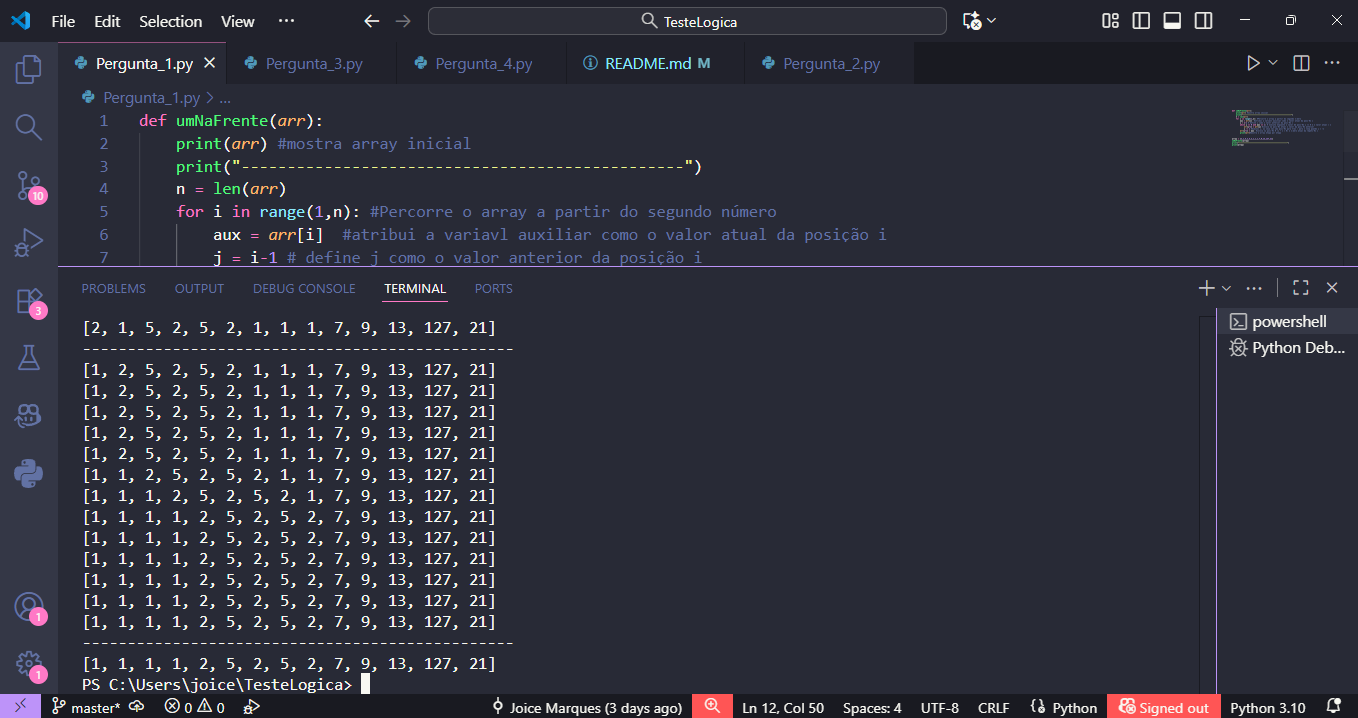 File Edit Selection View ··· TesteLogica
Pergunta_1.py Pergunta_3.py Pergunta_4.py README.md M Pergunta_2.py
Pergunta_1.py > ...
1 def umNaFrente(arr):
2 print(arr) #mostra array inicial
3 print("-------------------------------------------------")
4 n = len(arr)
5 for i in range(1,n): #Percorre o array a partir do segundo número
6 aux = arr[i] #atribui a variavl auxiliar como o valor atual da posição i
7 j = i-1 # define j como o valor anterior da posição i
PROBLEMS OUTPUT DEBUG CONSOLE TERMINAL PORTS
powershell
Python Deb...
[2, 1, 5, 2, 5, 2, 1, 1, 1, 7, 9, 13, 127, 21]
-------------------------------------------------
[1, 2, 5, 2, 5, 2, 1, 1, 1, 7, 9, 13, 127, 21]
[1, 2, 5, 2, 5, 2, 1, 1, 1, 7, 9, 13, 127, 21]
[1, 2, 5, 2, 5, 2, 1, 1, 1, 7, 9, 13, 127, 21]
[1, 2, 5, 2, 5, 2, 1, 1, 1, 7, 9, 13, 127, 21]
[1, 2, 5, 2, 5, 2, 1, 1, 1, 7, 9, 13, 127, 21]
[1, 1, 2, 5, 2, 5, 2, 1, 1, 7, 9, 13, 127, 21]
[1, 1, 1, 2, 5, 2, 5, 2, 1, 7, 9, 13, 127, 21]
[1, 1, 1, 1, 2, 5, 2, 5, 2, 7, 9, 13, 127, 21]
[1, 1, 1, 1, 2, 5, 2, 5, 2, 7, 9, 13, 127, 21]
[1, 1, 1, 1, 2, 5, 2, 5, 2, 7, 9, 13, 127, 21]
[1, 1, 1, 1, 2, 5, 2, 5, 2, 7, 9, 13, 127, 21]
[1, 1, 1, 1, 2, 5, 2, 5, 2, 7, 9, 13, 127, 21]
[1, 1, 1, 1, 2, 5, 2, 5, 2, 7, 9, 13, 127, 21]
-------------------------------------------------
[1, 1, 1, 1, 2, 5, 2, 5, 2, 7, 9, 13, 127, 21]
PS C:\Users\joice\TesteLogica>
10
3
1
1
master* 0 0 Joice Marques (3 days ago) Ln 12, Col 50 Spaces: 4 UTF-8 CRLF Python Signed out Python 3.10